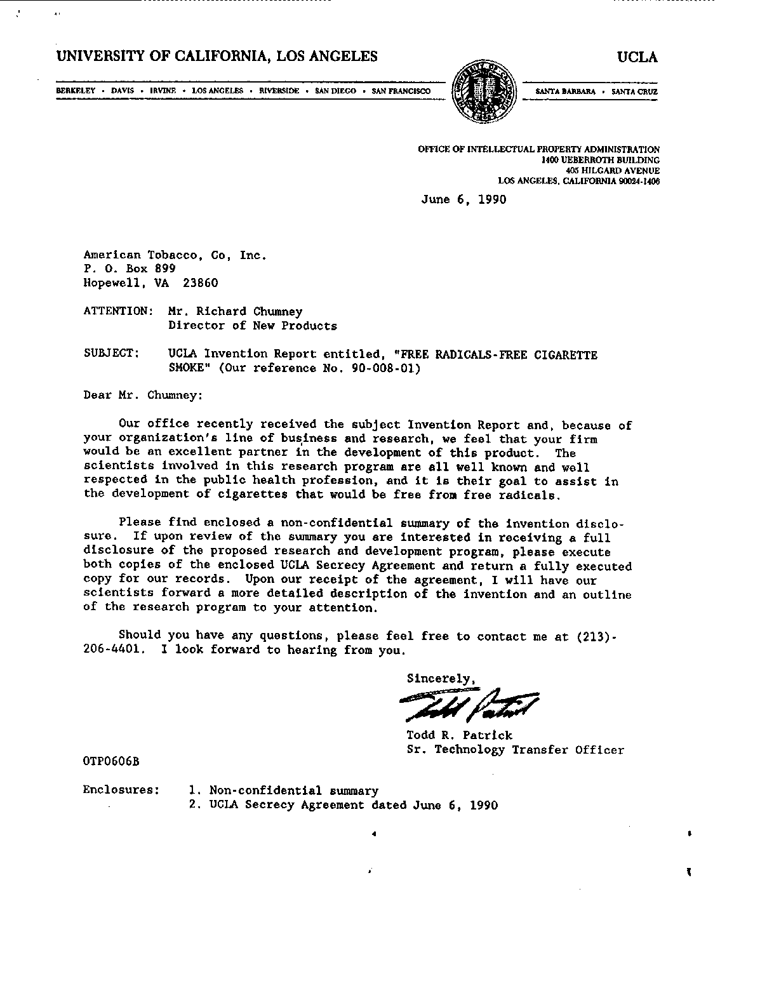 UNIVERSITY OF CALIFORNIA, LOS ANGELES UCLA
BERKELEY • DAVIS • IRVINE • LOS ANGELES • RIVERSIDE • SAN DIEGO • SAN FRANCISCO SANTA BARBARA • SANTA CRUZ
OFFICE OF INTELLECTUAL PROPERTY ADMINISTRATION
1400 UEBERROTH BUILDING
405 HILGARD AVENUE
LOS ANGELES, CALIFORNIA 90024-1406
June 6, 1990
American Tobacco, Co, Inc.
P. O. Box 899
Hopewell, VA 23860
ATTENTION: Mr. Richard Chumney
Director of New Products
SUBJECT: UCLA Invention Report entitled, "FREE RADICALS-FREE CIGARETTE
SMOKE" (Our reference No. 90-008-01)
Dear Mr. Chumney:
Our office recently received the subject Invention Report and, because of
your organization's line of business and research, we feel that your firm
would be an excellent partner in the development of this product. The
scientists involved in this research program are all well known and well
respected in the public health profession, and it is their goal to assist in
the development of cigarettes that would be free from free radicals.
Please find enclosed a non-confidential summary of the invention disclo-
sure. If upon review of the summary you are interested in receiving a full
disclosure of the proposed research and development program, please execute
both copies of the enclosed UCLA Secrecy Agreement and return a fully executed
copy for our records. Upon our receipt of the agreement, I will have our
scientists forward a more detailed description of the invention and an outline
of the research program to your attention.
Should you have any questions, please feel free to contact me at (213)-
206-4401. I look forward to hearing from you.
Sincerely,
Todd R. Patrick
Sr. Technology Transfer Officer
OTP0606B
Enclosures: 1. Non-confidential summary
2. UCLA Secrecy Agreement dated June 6, 1990